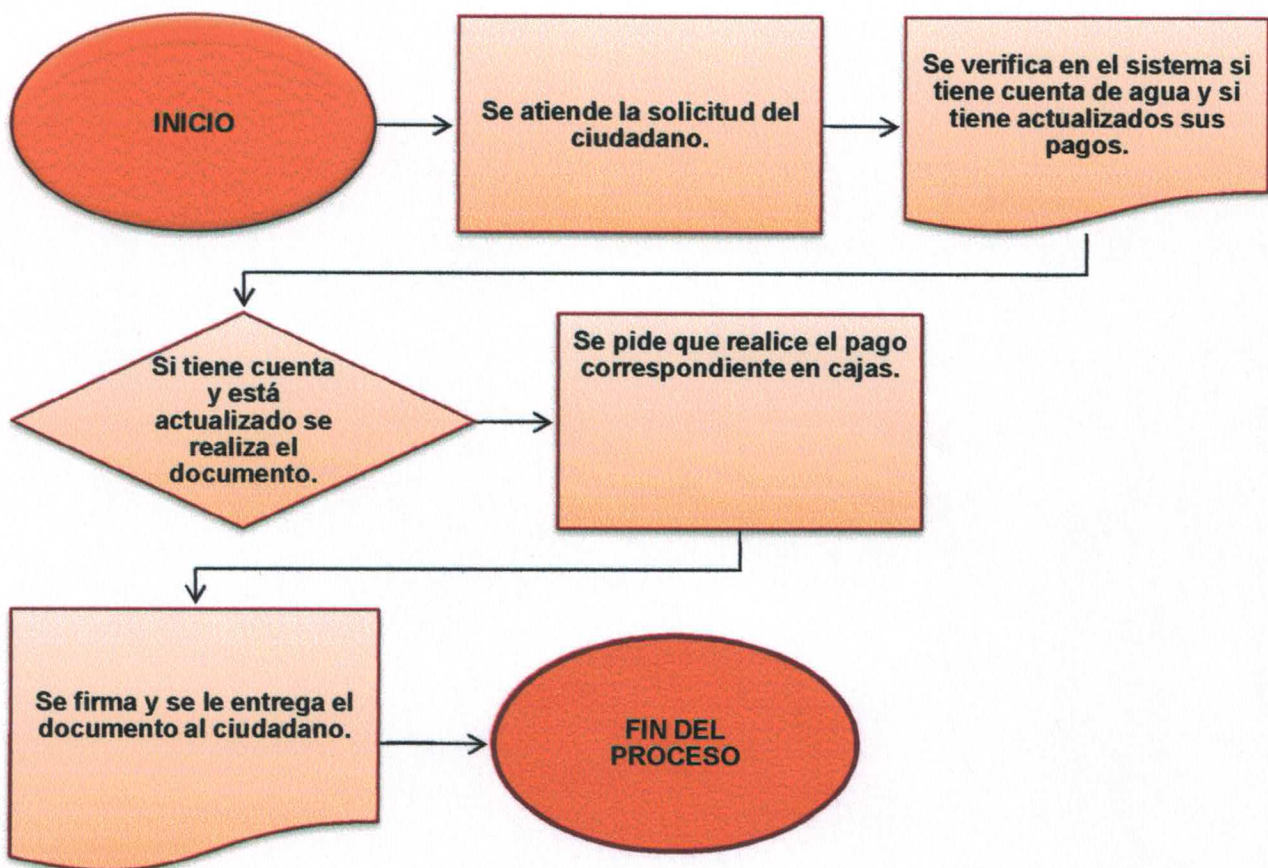 INICIO
Se atiende la solicitud del
ciudadano.
Se verifica en el sistema si
tiene cuenta de agua y si
tiene actualizados sus
pagos.
Si tiene cuenta
y está
actualizado se
realiza el
documento.
Se pide que realice el pago
correspondiente en cajas.
Se firma y se le entrega el
documento al ciudadano.
FIN DEL
PROCESO